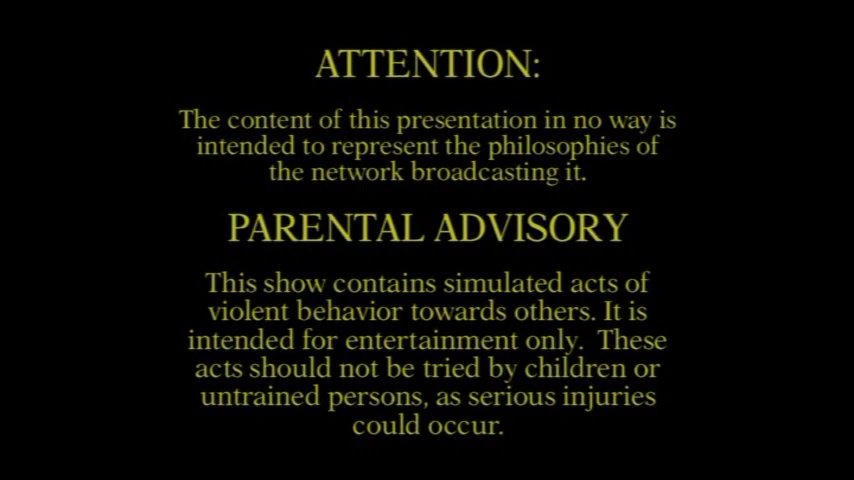 ATTENTION:
The content of this presentation in no way is
intended to represent the philosophies of
the network broadcasting it.
PARENTAL ADVISORY
This show contains simulated acts of
violent behavior towards others. It is
intended for entertainment only.  These
acts should not be tried by children or
untrained persons, as serious injuries
could occur.